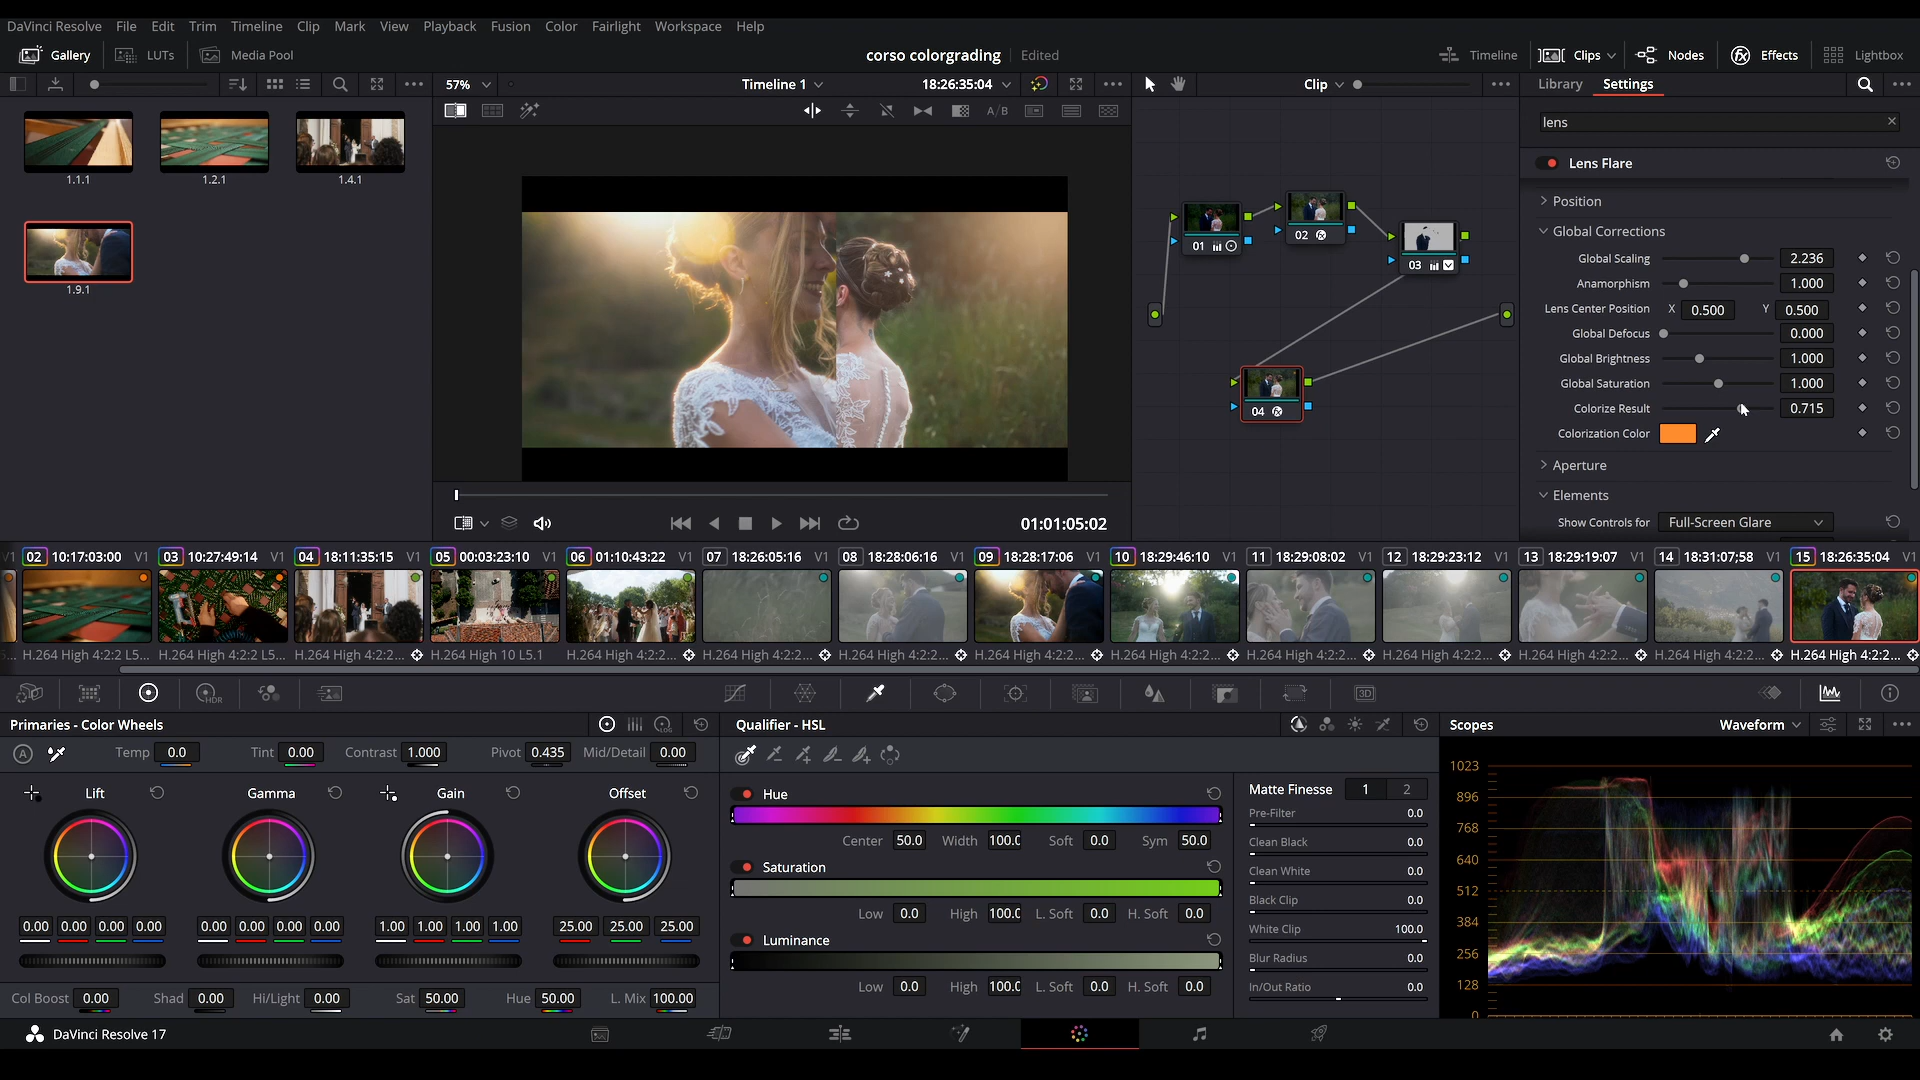 DaVinci Resolve File Edit Trim Timeline Clip Mark View Playback Fusion Color Fairlight Workspace Help
Gallery LUTs Media Pool corso colorgrading Edited Timeline Clips Nodes Effects Lightbox
57% Timeline 1 18:26:35:04 Clip Library Settings
A/B
lens
Lens Flare
1.1.1 1.2.1 1.4.1
1.9.1
Position
Global Corrections
Global Scaling 2.236
Anamorphism 1.000
Lens Center Position X 0.500 Y 0.500
Global Defocus 0.000
Global Brightness 1.000
Global Saturation 1.000
Colorize Result 0.715
Colorization Color
Aperture
Elements
Show Controls for Full-Screen Glare
01 02 03 04
01:01:05:02
V1 02 10:17:03:00 V1 03 10:27:49:14 V1 04 18:11:35:15 V1 05 00:03:23:10 V1 06 01:10:43:22 V1 07 18:26:05:16 V1 08 18:28:06:16 V1 09 18:28:17:06 V1 10 18:29:46:10 V1 11 18:29:08:02 V1 12 18:29:23:12 V1 13 18:29:19:07 V1 14 18:31:07;58 V1 15 18:26:35:04 V1
5... H.264 High 4:2:2 L5... H.264 High 4:2:2 L5... H.264 High 4:2:2... H.264 High 10 L5.1 H.264 High 4:2:2... H.264 High 4:2:2... H.264 High 4:2:2... H.264 High 4:2:2... H.264 High 4:2:2... H.264 High 4:2:2... H.264 High 4:2:2... H.264 High 4:2:2... H.264 High 4:2:2... H.264 High 4:2:2...
HDR 3D
Primaries - Color Wheels LOG
A Temp 0.0 Tint 0.00 Contrast 1.000 Pivot 0.435 Mid/Detail 0.00
Lift Gamma Gain Offset
0.00 0.00 0.00 0.00 0.00 0.00 0.00 0.00 1.00 1.00 1.00 1.00 25.00 25.00 25.00
Col Boost 0.00 Shad 0.00 Hi/Light 0.00 Sat 50.00 Hue 50.00 L. Mix 100.00
Qualifier - HSL
Hue
Center 50.0 Width 100.0 Soft 0.0 Sym 50.0
Saturation
Low 0.0 High 100.0 L. Soft 0.0 H. Soft 0.0
Luminance
Low 0.0 High 100.0 L. Soft 0.0 H. Soft 0.0
Matte Finesse 1 2
Pre-Filter 0.0
Clean Black 0.0
Clean White 0.0
Black Clip 0.0
White Clip 100.0
Blur Radius 0.0
In/Out Ratio 0.0
Scopes Waveform
1023
896
768
640
512
384
256
128
0
DaVinci Resolve 17